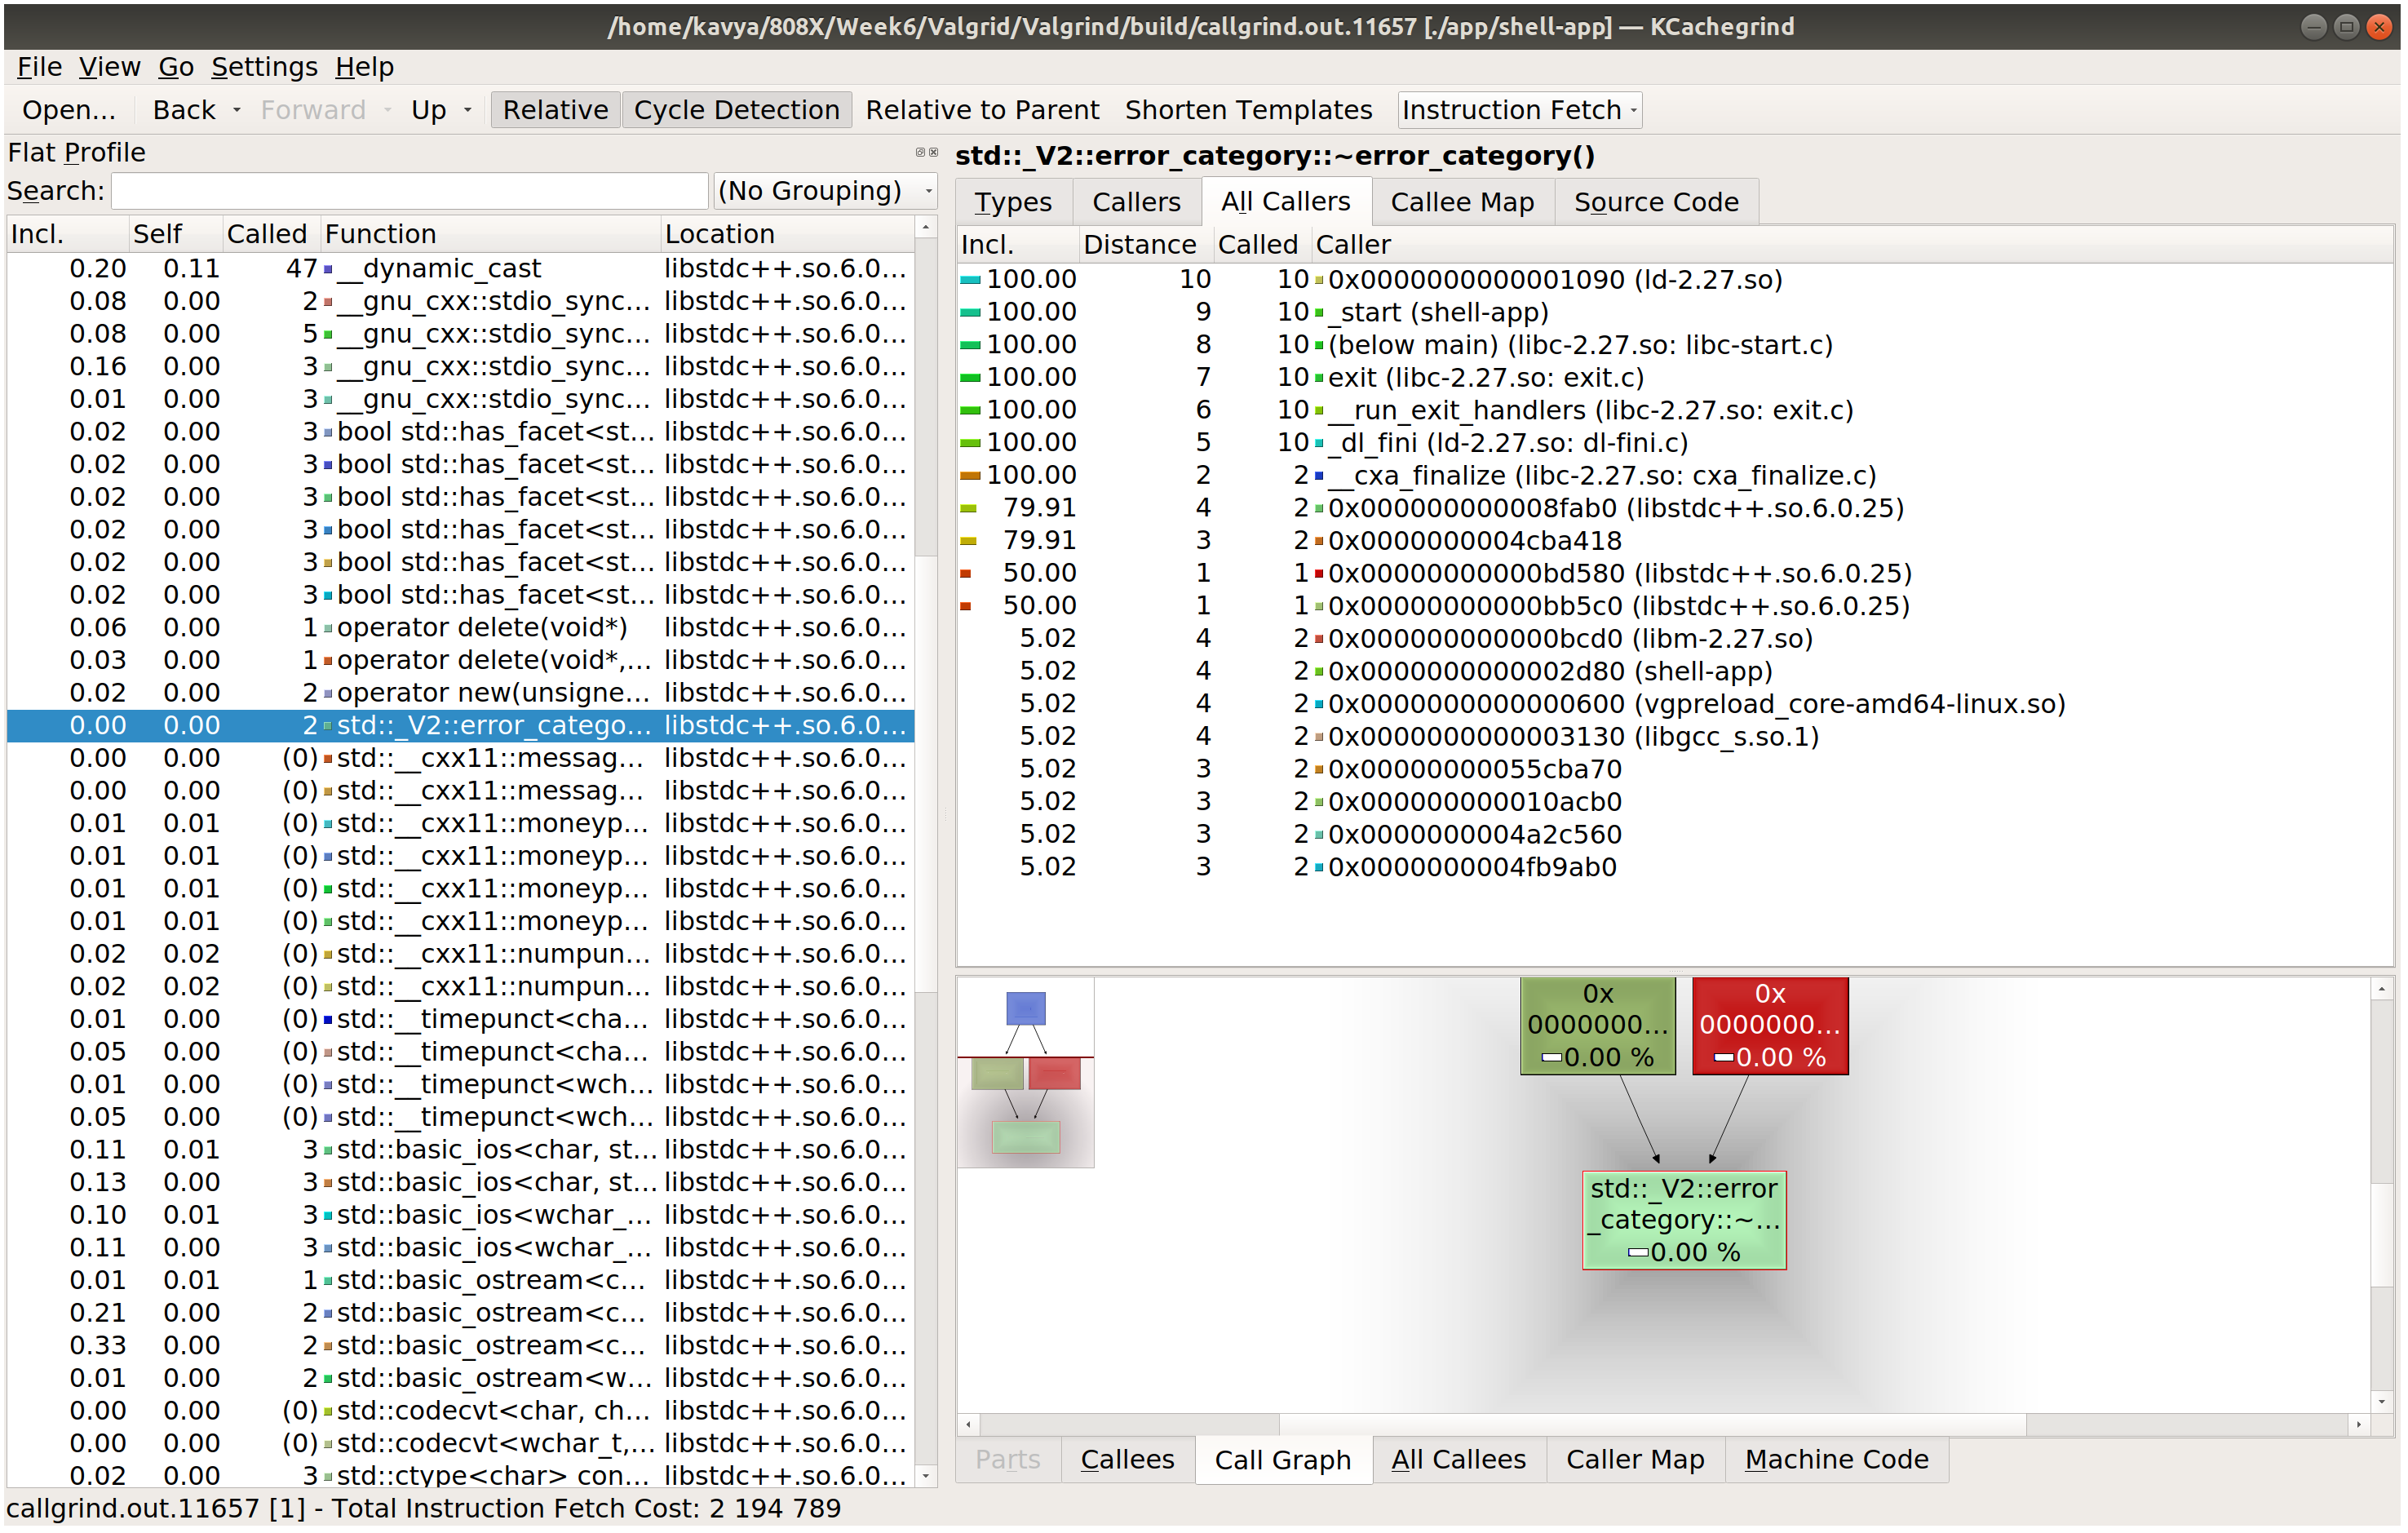 /home/kavya/808X/Week6/Valgrid/Valgrind/build/callgrind.out.11657 [./app/shell-app] — KCachegrind
File View Go Settings Help
Open... Back Forward Up Relative Cycle Detection Relative to Parent Shorten Templates Instruction Fetch
Flat Profile
Search: (No Grouping)
Incl. Self Called Function Location
0.20 0.11 47 __dynamic_cast libstdc++.so.6.0...
0.08 0.00 2 __gnu_cxx::stdio_sync... libstdc++.so.6.0...
0.08 0.00 5 __gnu_cxx::stdio_sync... libstdc++.so.6.0...
0.16 0.00 3 __gnu_cxx::stdio_sync... libstdc++.so.6.0...
0.01 0.00 3 __gnu_cxx::stdio_sync... libstdc++.so.6.0...
0.02 0.00 3 bool std::has_facet<st... libstdc++.so.6.0...
0.02 0.00 3 bool std::has_facet<st... libstdc++.so.6.0...
0.02 0.00 3 bool std::has_facet<st... libstdc++.so.6.0...
0.02 0.00 3 bool std::has_facet<st... libstdc++.so.6.0...
0.02 0.00 3 bool std::has_facet<st... libstdc++.so.6.0...
0.02 0.00 3 bool std::has_facet<st... libstdc++.so.6.0...
0.06 0.00 1 operator delete(void*) libstdc++.so.6.0...
0.03 0.00 1 operator delete(void*,... libstdc++.so.6.0...
0.02 0.00 2 operator new(unsigne... libstdc++.so.6.0...
0.00 0.00 2 std::_V2::error_catego... libstdc++.so.6.0...
0.00 0.00 (0) std::__cxx11::messag... libstdc++.so.6.0...
0.00 0.00 (0) std::__cxx11::messag... libstdc++.so.6.0...
0.01 0.01 (0) std::__cxx11::moneyp... libstdc++.so.6.0...
0.01 0.01 (0) std::__cxx11::moneyp... libstdc++.so.6.0...
0.01 0.01 (0) std::__cxx11::moneyp... libstdc++.so.6.0...
0.01 0.01 (0) std::__cxx11::moneyp... libstdc++.so.6.0...
0.02 0.02 (0) std::__cxx11::numpun... libstdc++.so.6.0...
0.02 0.02 (0) std::__cxx11::numpun... libstdc++.so.6.0...
0.01 0.00 (0) std::__timepunct<cha... libstdc++.so.6.0...
0.05 0.00 (0) std::__timepunct<cha... libstdc++.so.6.0...
0.01 0.00 (0) std::__timepunct<wch... libstdc++.so.6.0...
0.05 0.00 (0) std::__timepunct<wch... libstdc++.so.6.0...
0.11 0.01 3 std::basic_ios<char, st... libstdc++.so.6.0...
0.13 0.00 3 std::basic_ios<char, st... libstdc++.so.6.0...
0.10 0.01 3 std::basic_ios<wchar_... libstdc++.so.6.0...
0.11 0.00 3 std::basic_ios<wchar_... libstdc++.so.6.0...
0.01 0.01 1 std::basic_ostream<c... libstdc++.so.6.0...
0.21 0.00 2 std::basic_ostream<c... libstdc++.so.6.0...
0.33 0.00 2 std::basic_ostream<c... libstdc++.so.6.0...
0.01 0.00 2 std::basic_ostream<w... libstdc++.so.6.0...
0.00 0.00 (0) std::codecvt<char, ch... libstdc++.so.6.0...
0.00 0.00 (0) std::codecvt<wchar_t,... libstdc++.so.6.0...
0.02 0.00 3 std::ctype<char> con... libstdc++.so.6.0...
std::_V2::error_category::~error_category()
Types Callers All Callers Callee Map Source Code
Incl. Distance Called Caller
100.00 10 10 0x0000000000001090 (ld-2.27.so)
100.00 9 10 _start (shell-app)
100.00 8 10 (below main) (libc-2.27.so: libc-start.c)
100.00 7 10 exit (libc-2.27.so: exit.c)
100.00 6 10 __run_exit_handlers (libc-2.27.so: exit.c)
100.00 5 10 _dl_fini (ld-2.27.so: dl-fini.c)
100.00 2 2 __cxa_finalize (libc-2.27.so: cxa_finalize.c)
79.91 4 2 0x000000000008fab0 (libstdc++.so.6.0.25)
79.91 3 2 0x0000000004cba418
50.00 1 1 0x00000000000bd580 (libstdc++.so.6.0.25)
50.00 1 1 0x00000000000bb5c0 (libstdc++.so.6.0.25)
5.02 4 2 0x000000000000bcd0 (libm-2.27.so)
5.02 4 2 0x0000000000002d80 (shell-app)
5.02 4 2 0x0000000000000600 (vgpreload_core-amd64-linux.so)
5.02 4 2 0x0000000000003130 (libgcc_s.so.1)
5.02 3 2 0x00000000055cba70
5.02 3 2 0x000000000010acb0
5.02 3 2 0x0000000004a2c560
5.02 3 2 0x0000000004fb9ab0
0x 0x
0000000... 0000000...
0.00 % 0.00 %
std::_V2::error
_category::~...
0.00 %
Parts Callees Call Graph All Callees Caller Map Machine Code
callgrind.out.11657 [1] - Total Instruction Fetch Cost: 2 194 789